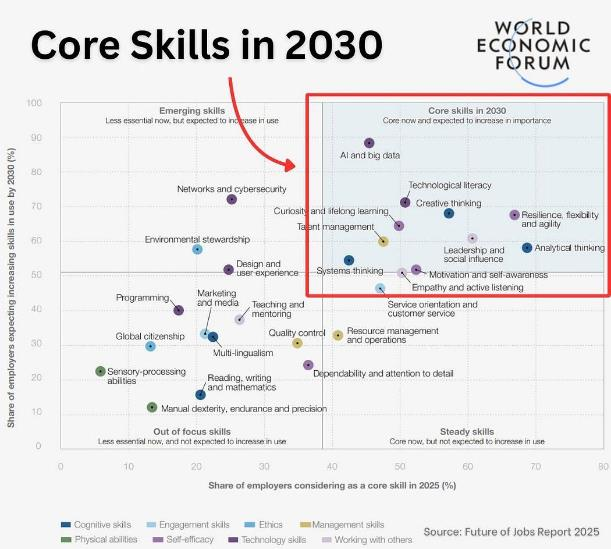 Core Skills in 2030
WORLD
ECONOMIC
FORUM
Share of employers expecting increasing skills in use by 2030 (%)
100
90
80
70
60
50
40
30
20
10
0
Emerging skills
Less essential now, but expected to increase in use
Core skills in 2030
Core now and expected to increase in importance
AI and big data
Networks and cybersecurity
Technological literacy
Creative thinking
Curiosity and lifelong learning
Resilience, flexibility
and agility
Talent management
Environmental stewardship
Leadership and
social influence
Analytical thinking
Design and
user experience
Systems thinking
Motivation and self-awareness
Empathy and active listening
Service orientation and
customer service
Programming
Marketing
and media
Teaching and
mentoring
Global citizenship
Multi-lingualism
Quality control
Resource management
and operations
Sensory-processing
abilities
Dependability and attention to detail
Reading, writing
and mathematics
Manual dexterity, endurance and precision
Out of focus skills
Less essential now, and not expected to increase in use
Steady skills
Core now, but not expected to increase in use
0 10 20 30 40 50 60 70 80
Share of employers considering as a core skill in 2025 (%)
Cognitive skills Engagement skills Ethics Management skills
Physical abilities Self-efficacy Technology skills Working with others
Source: Future of Jobs Report 2025